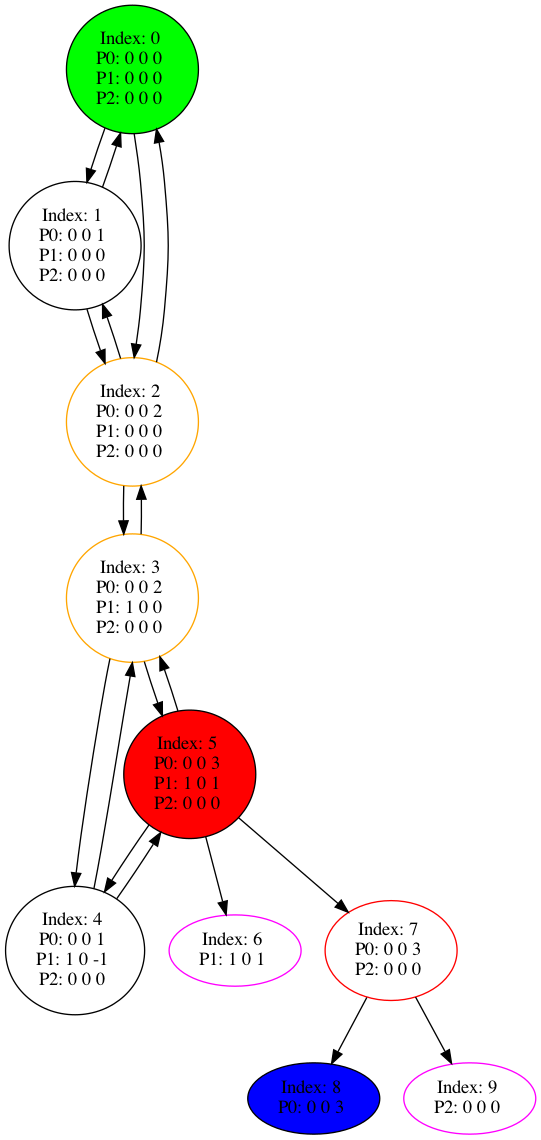 Index: 0
P0: 0 0 0
P1: 0 0 0
P2: 0 0 0
Index: 1
P0: 0 0 1
P1: 0 0 0
P2: 0 0 0
Index: 2
P0: 0 0 2
P1: 0 0 0
P2: 0 0 0
Index: 3
P0: 0 0 2
P1: 1 0 0
P2: 0 0 0
Index: 5
P0: 0 0 3
P1: 1 0 1
P2: 0 0 0
Index: 4
P0: 0 0 1
P1: 1 0 -1
P2: 0 0 0
Index: 6
P1: 1 0 1
Index: 7
P0: 0 0 3
P2: 0 0 0
Index: 8
P0: 0 0 3
Index: 9
P2: 0 0 0